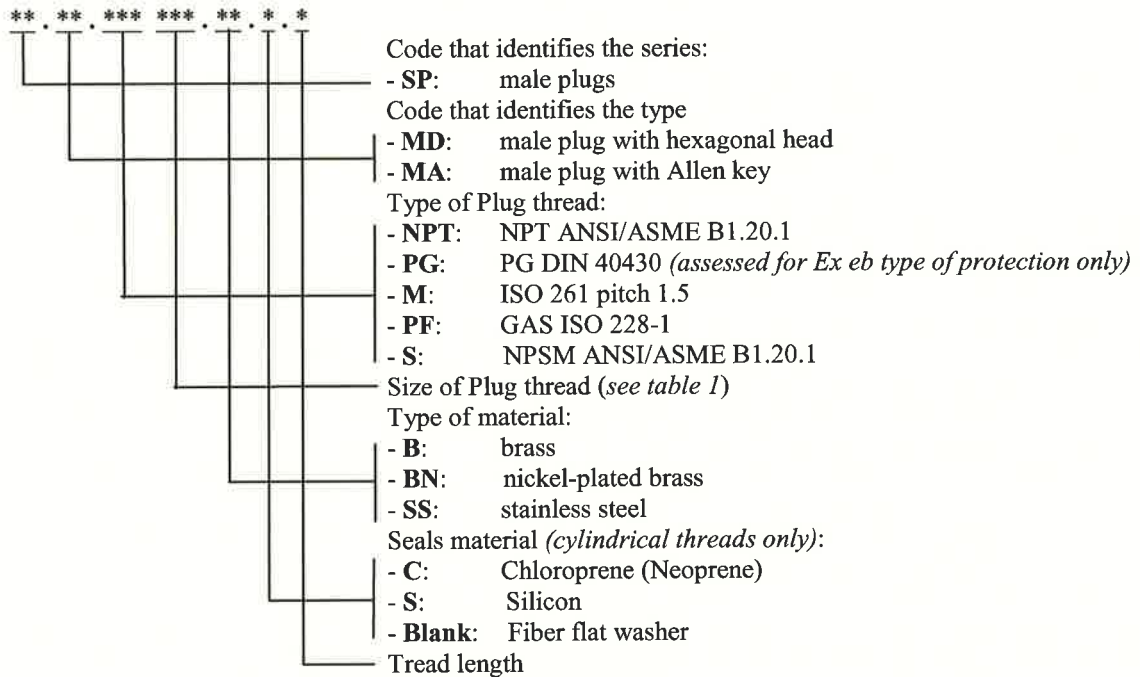 **.**.*** ***.**.*.*
Code that identifies the series:
- SP: male plugs
Code that identifies the type
- MD: male plug with hexagonal head
- MA: male plug with Allen key
Type of Plug thread:
- NPT: NPT ANSI/ASME B1.20.1
- PG: PG DIN 40430 (assessed for Ex eb type of protection only)
- M: ISO 261 pitch 1.5
- PF: GAS ISO 228-1
- S: NPSM ANSI/ASME B1.20.1
Size of Plug thread (see table 1)
Type of material:
- B: brass
- BN: nickel-plated brass
- SS: stainless steel
Seals material (cylindrical threads only):
- C: Chloroprene (Neoprene)
- S: Silicon
- Blank: Fiber flat washer
Tread length